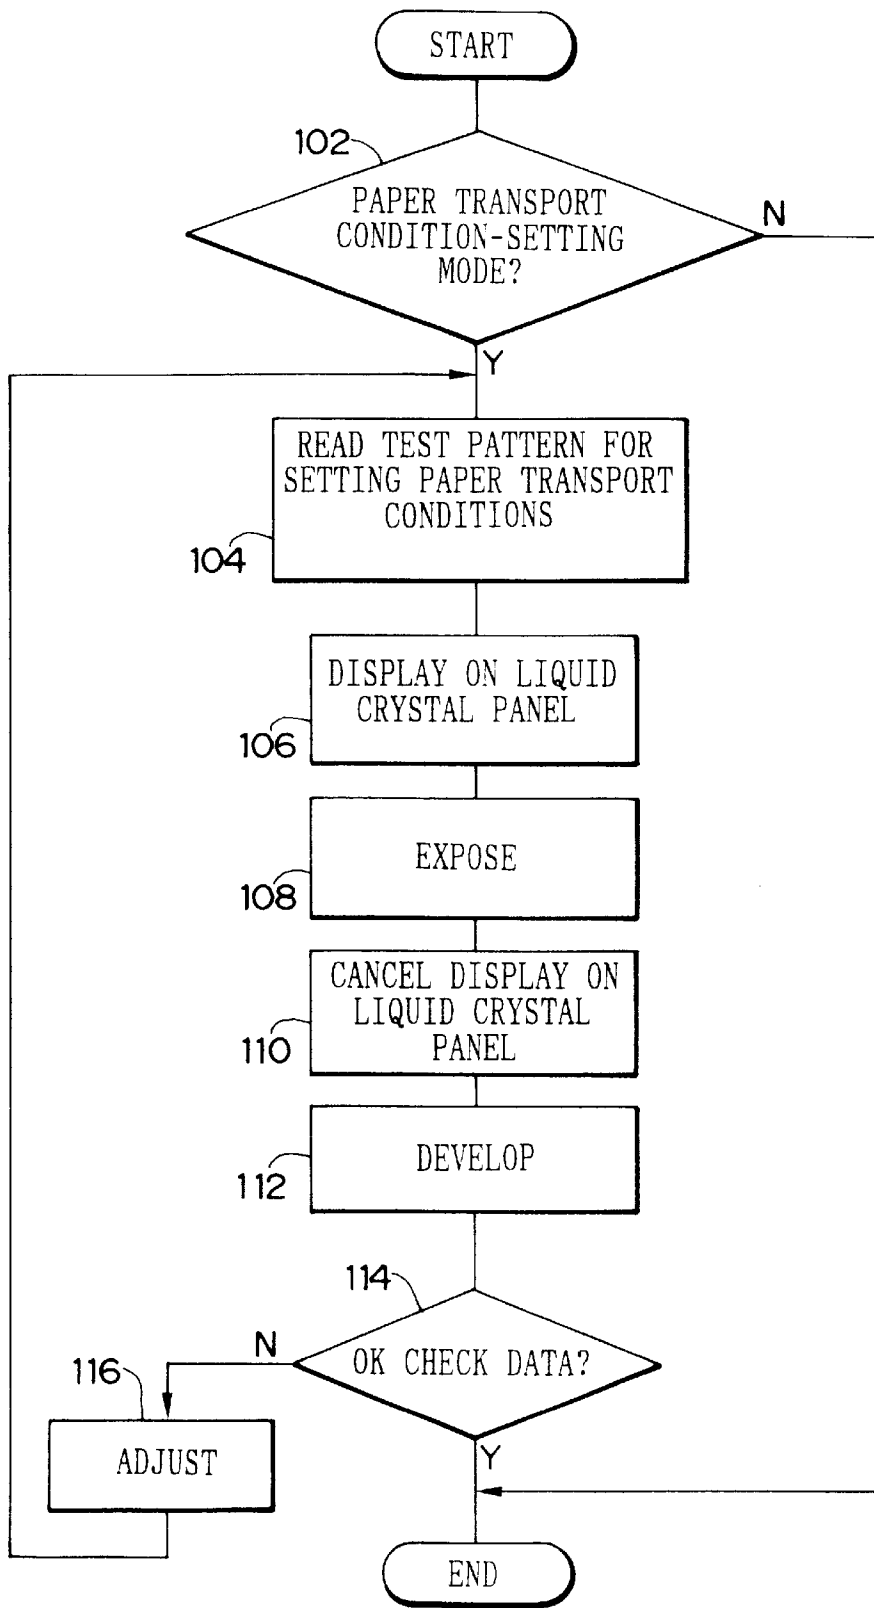 START
102
PAPER TRANSPORT
CONDITION-SETTING
MODE?
N
Y
READ TEST PATTERN FOR
SETTING PAPER TRANSPORT
CONDITIONS
104
DISPLAY ON LIQUID
CRYSTAL PANEL
106
EXPOSE
108
CANCEL DISPLAY ON
LIQUID CRYSTAL
PANEL
110
DEVELOP
112
114
OK CHECK DATA?
N
116
ADJUST
Y
END